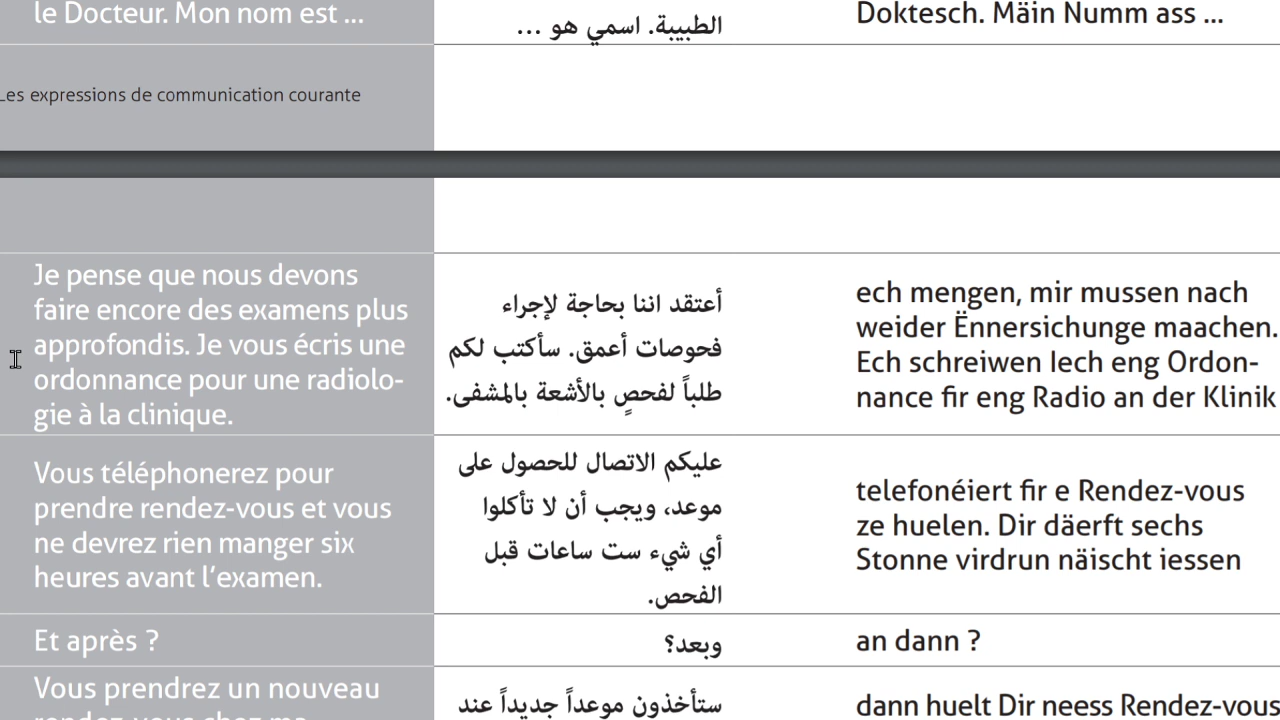 le Docteur. Mon nom est ...
الطبيبة. اسمي هو ...
Doktesch. Mäin Numm ass ...
Les expressions de communication courante
Je pense que nous devons
faire encore des examens plus
approfondis. Je vous écris une
ordonnance pour une radiolo-
gie à la clinique.
أعتقد اننا بحاجة لإجراء
فحوصات أعمق. سأكتب لكم
طلباً لفحصٍ بالأشعة بالمشفى.
ech mengen, mir mussen nach
weider Ënnersichunge maachen.
Ech schreiwen Iech eng Ordon-
nance fir eng Radio an der Klinik
Vous téléphonerez pour
prendre rendez-vous et vous
ne devrez rien manger six
heures avant l’examen.
عليكم الاتصال للحصول على
موعد، ويجب أن لا تأكلوا
أي شيء ست ساعات قبل
الفحص.
telefonéiert fir e Rendez-vous
ze huelen. Dir däerft sechs
Stonne virdrun näischt iessen
Et après ?
وبعد؟
an dann ?
Vous prendrez un nouveau
rendez-vous chez ma
ستأخذون موعداً جديداً عند
dann huelt Dir neess Rendez-vous